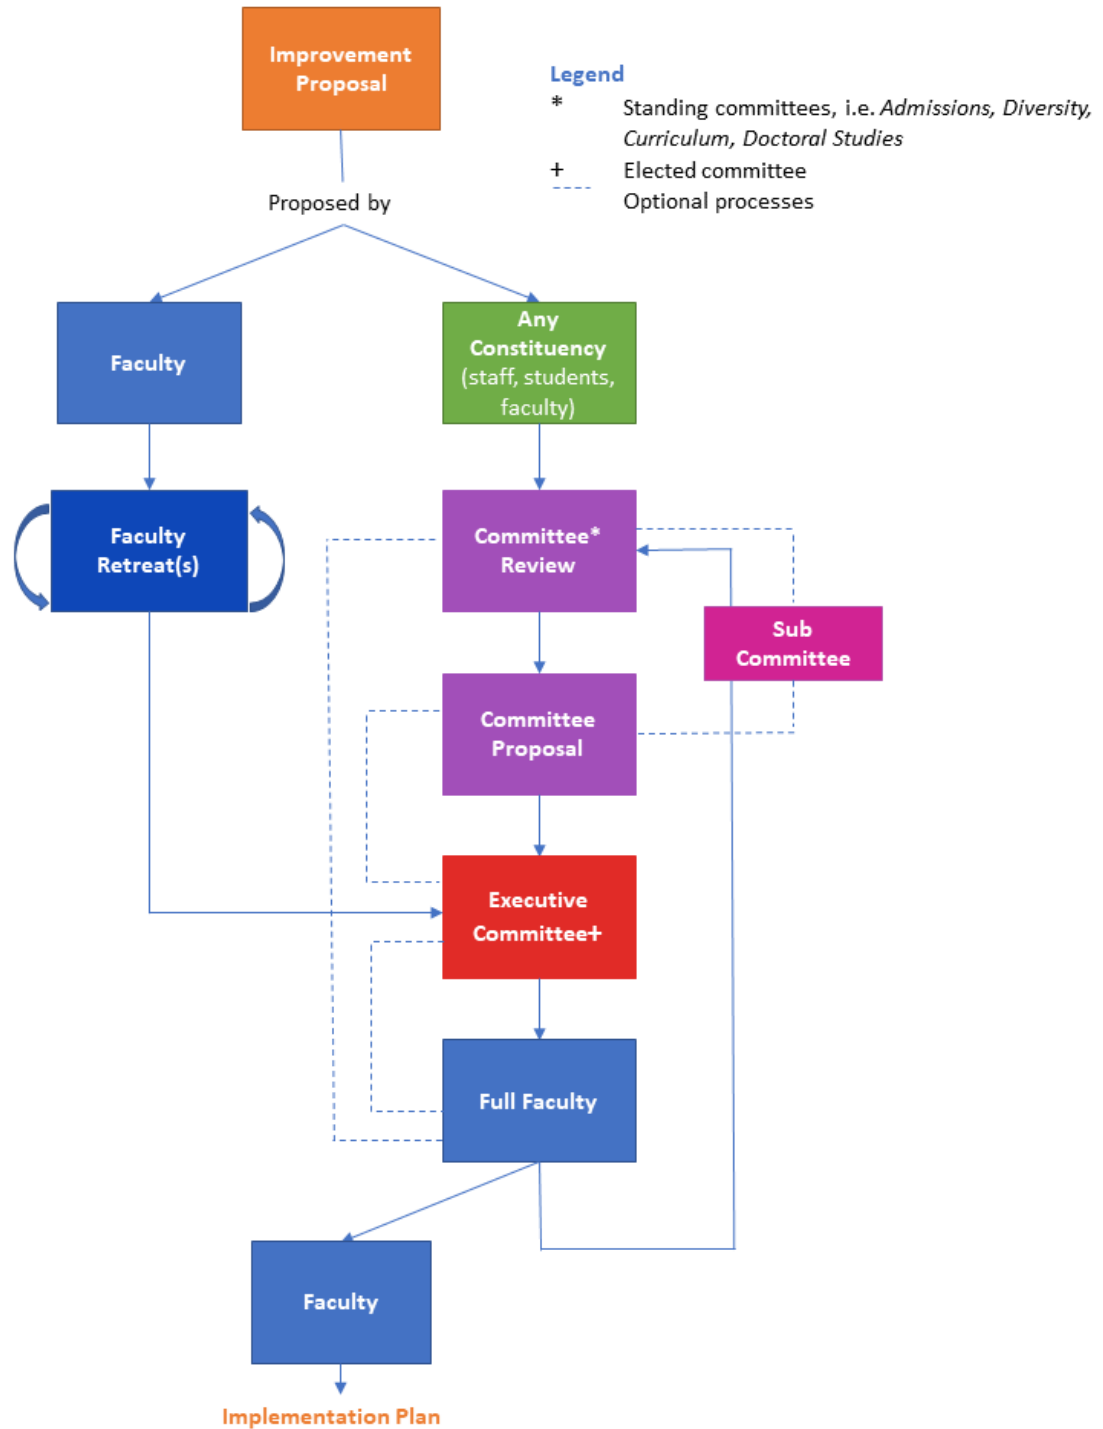 Improvement
Proposal
Legend
* Standing committees, i.e. Admissions, Diversity,
Curriculum, Doctoral Studies
+ Elected committee
Optional processes
Proposed by
Faculty
Any
Constituency
(staff, students,
faculty)
Faculty
Retreat(s)
Committee*
Review
Sub
Committee
Committee
Proposal
Executive
Committee+
Full Faculty
Faculty
Implementation Plan